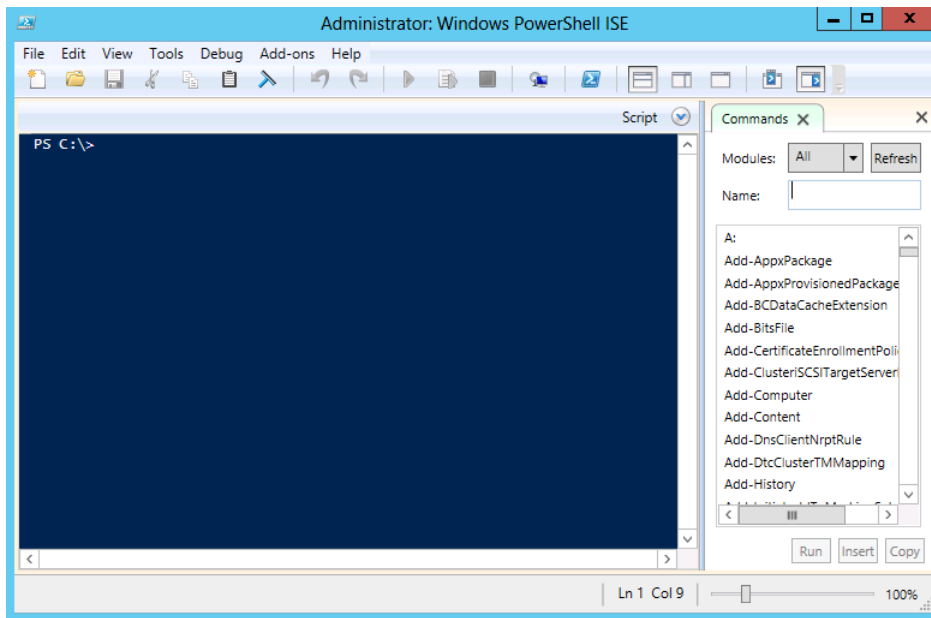 Administrator: Windows PowerShell ISE
File Edit View Tools Debug Add-ons Help
Script
PS C:\>
Commands
Modules: All Refresh
Name:
A:
Add-AppxPackage
Add-AppxProvisionedPackage
Add-BCDataCacheExtension
Add-BitsFile
Add-CertificateEnrollmentPoli
Add-ClusteriSCSITargetServer
Add-Computer
Add-Content
Add-DnsClientNrptRule
Add-DtcClusterTMMapping
Add-History
Run Insert Copy
Ln 1 Col 9 100%